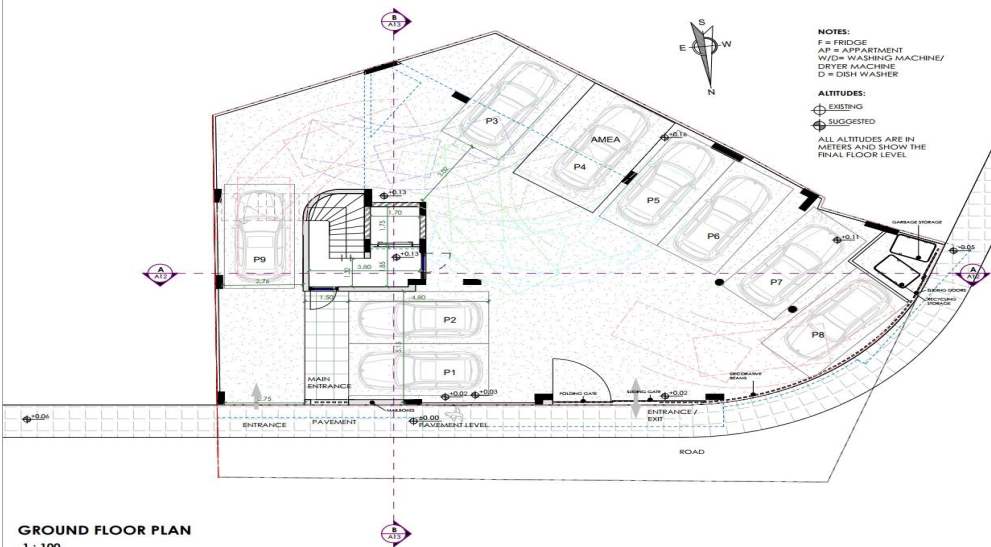 B
A13
S
E
W
N
NOTES:
F = FRIDGE
AP = APPARTMENT
W/D= WASHING MACHINE/
DRYER MACHINE
D = DISH WASHER
ALTITUDES:
EXISTING
SUGGESTED
ALL ALTITUDES ARE IN
METERS AND SHOW THE
FINAL FLOOR LEVEL
P3
AMEA
P4
+0.16
P5
P6
+0.13
1.70
1.75
+0.13
1.85
3.80
P9
2.76
GARBAGE STORAGE
+0.11
-0.05
A
A12
A
A12
SLIDING DOORS
RECYCLING
STORAGE
P7
P8
1.50
4.80
P2
5.15
P1
MAIN
ENTRANCE
+0.02
+0.03
2.75
DECORATIVE
BEAMS
FOLDING GATE
SLIDING GATE
+0.02
MAILBOXES
+0.06
ENTRANCE
PAVEMENT
±0.00
PAVEMENT LEVEL
ENTRANCE /
EXIT
ROAD
B
A13
GROUND FLOOR PLAN
1 : 100